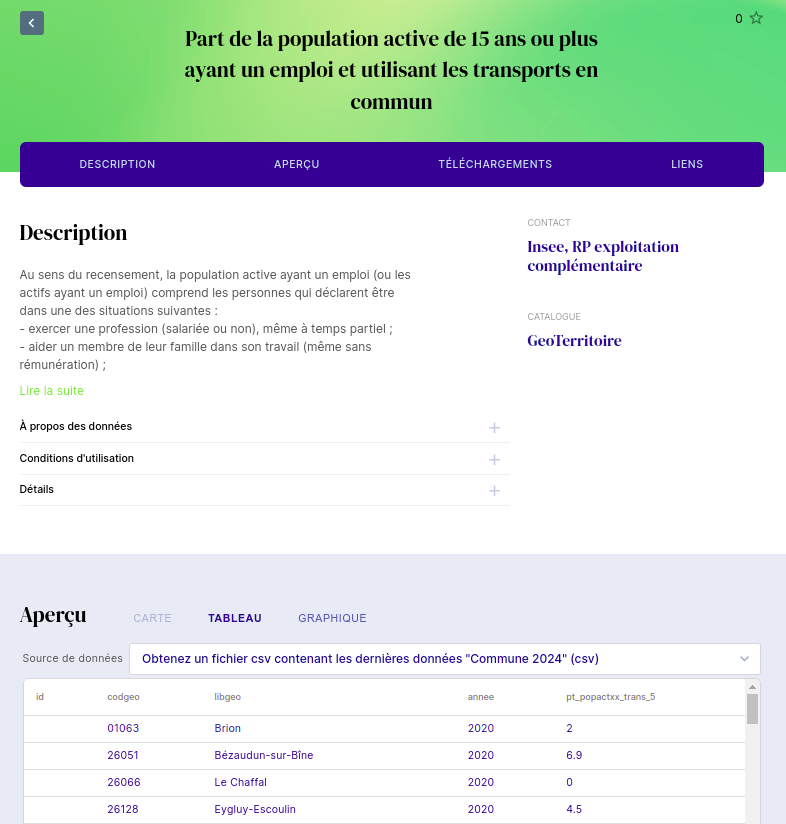 0
Part de la population active de 15 ans ou plus
ayant un emploi et utilisant les transports en
commun
DESCRIPTION APERÇU TÉLÉCHARGEMENTS LIENS
Description
Au sens du recensement, la population active ayant un emploi (ou les
actifs ayant un emploi) comprend les personnes qui déclarent être
dans une des situations suivantes :
- exercer une profession (salariée ou non), même à temps partiel ;
- aider un membre de leur famille dans son travail (même sans
rémunération) ;
Lire la suite
À propos des données
Conditions d'utilisation
Détails
CONTACT
Insee, RP exploitation
complémentaire
CATALOGUE
GeoTerritoire
Aperçu CARTE TABLEAU GRAPHIQUE
Source de données Obtenez un fichier csv contenant les dernières données "Commune 2024" (csv)
id codgeo libgeo annee pt_popactxx_trans_5
01063 Brion 2020 2
26051 Bézaudun-sur-Bîne 2020 6.9
26066 Le Chaffal 2020 0
26128 Eygluy-Escoulin 2020 4.5